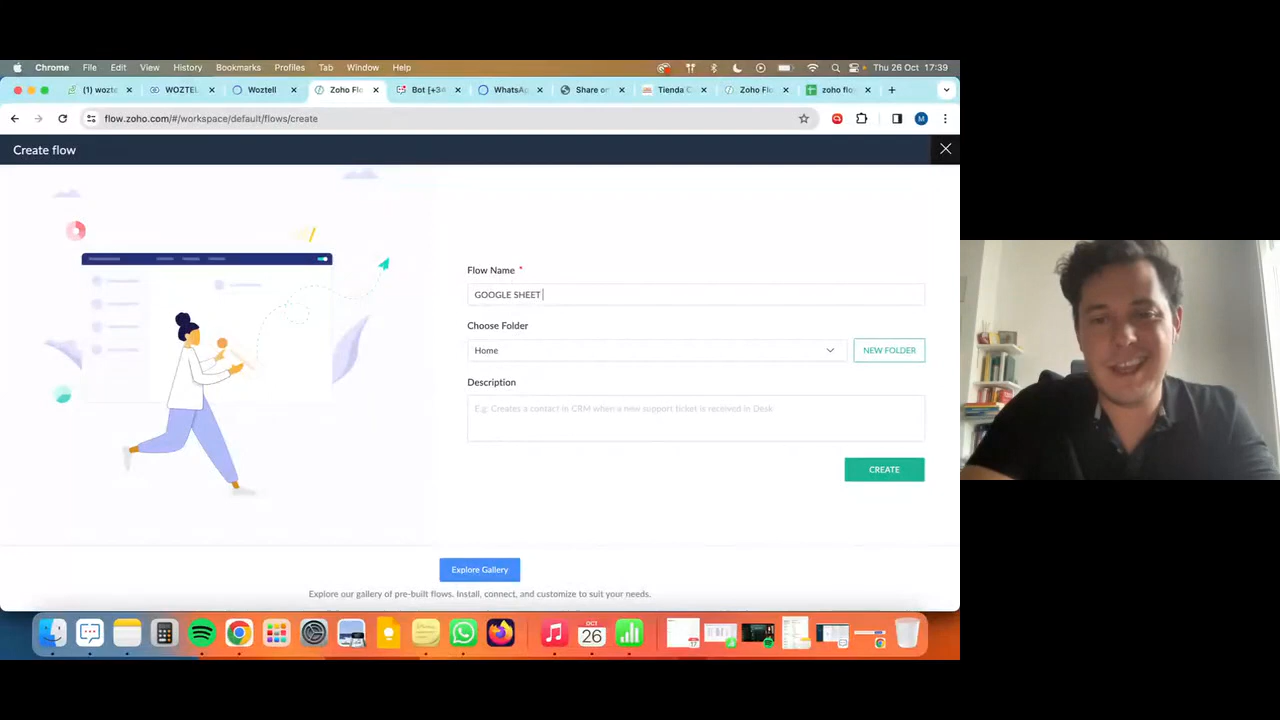 Chrome File Edit View History Bookmarks Profiles Tab Window Help Thu 26 Oct 17:39
(1) wozte WOZTEL Woztell Zoho Flo Bot [+34 WhatsAp Share on Tienda C Zoho Flo zoho flo
flow.zoho.com/#/workspace/default/flows/create M
Create flow
Flow Name *
GOOGLE SHEET
Choose Folder
Home NEW FOLDER
Description
E.g: Creates a contact in CRM when a new support ticket is received in Desk
CREATE
Explore Gallery
Explore our gallery of pre-built flows. Install, connect, and customize to suit your needs.
OCT
26
17